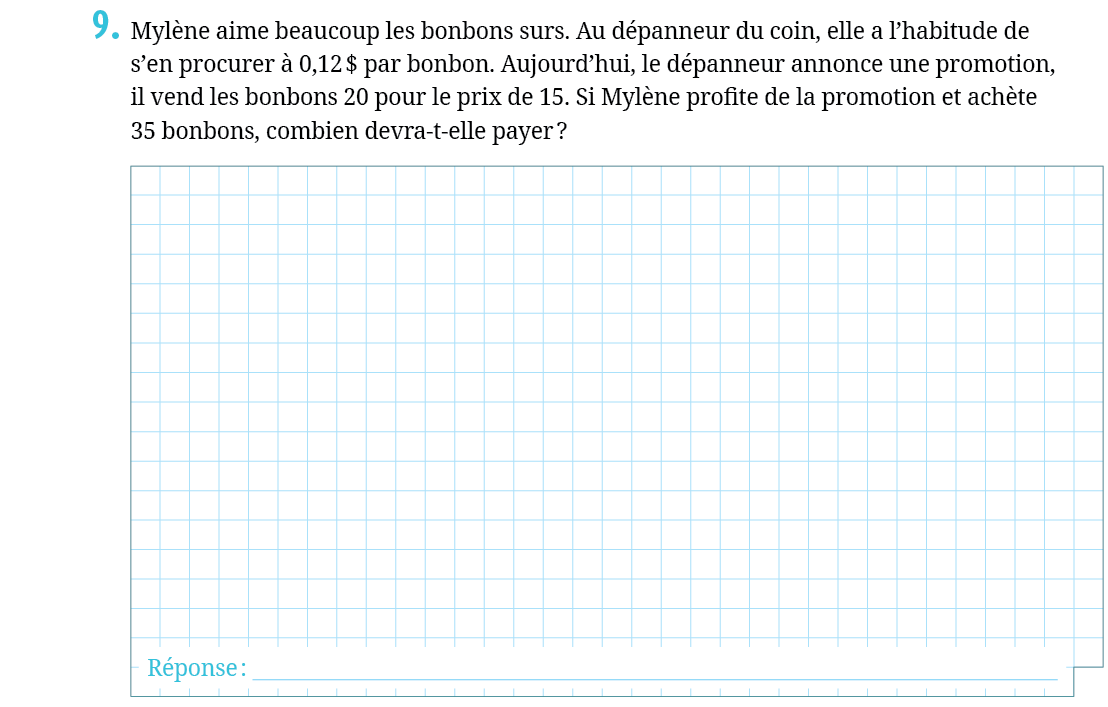 9. Mylène aime beaucoup les bonbons surs. Au dépanneur du coin, elle a l’habitude de
s’en procurer à 0,12 $ par bonbon. Aujourd’hui, le dépanneur annonce une promotion,
il vend les bonbons 20 pour le prix de 15. Si Mylène profite de la promotion et achète
35 bonbons, combien devra-t-elle payer ?
Réponse :